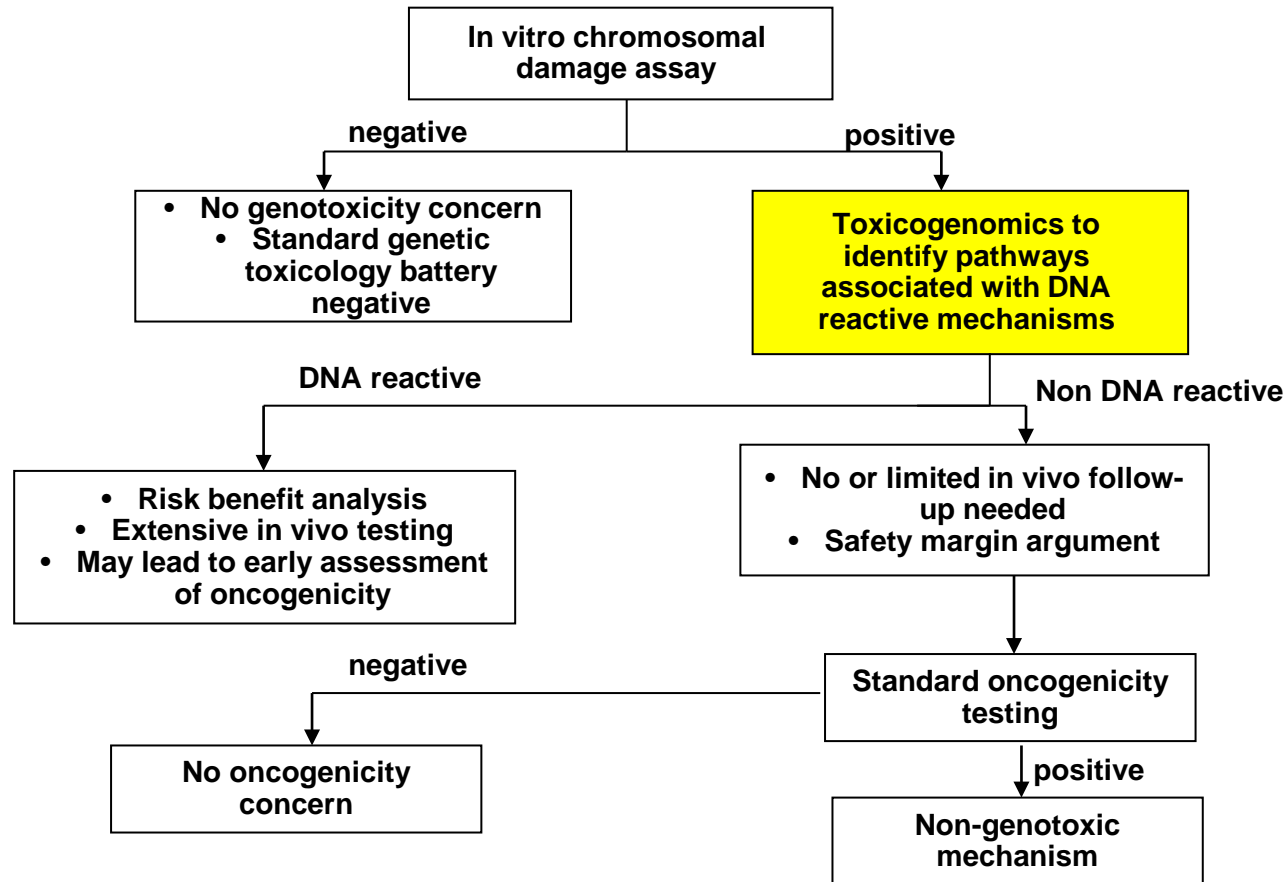 In vitro chromosomal
damage assay
negative
positive
• No genotoxicity concern
• Standard genetic
toxicology battery
negative
Toxicogenomics to
identify pathways
associated with DNA
reactive mechanisms
DNA reactive
Non DNA reactive
• Risk benefit analysis
• Extensive in vivo testing
• May lead to early assessment
of oncogenicity
• No or limited in vivo follow-
up needed
• Safety margin argument
negative
Standard oncogenicity
testing
No oncogenicity
concern
positive
Non-genotoxic
mechanism